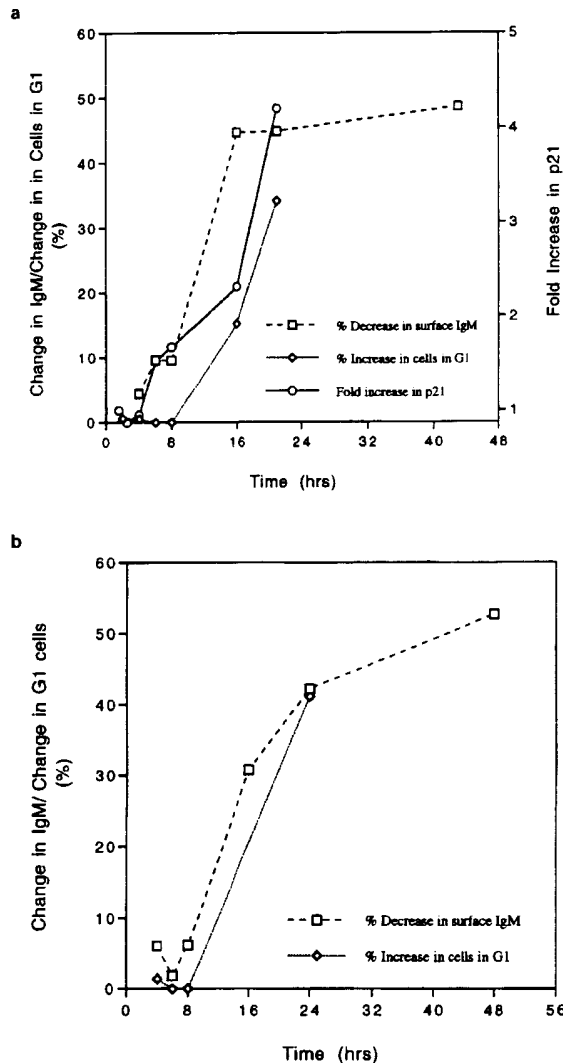 a
60
50
40
30
20
10
0
Change in IgM/Change in in Cells in G1
(%)
5
4
3
2
1
Fold Increase in p21
% Decrease in surface IgM
% Increase in cells in G1
Fold increase in p21
0 8 16 24 32 40 48
Time (hrs)
b
60
50
40
30
20
10
0
Change in IgM/ Change in G1 cells
(%)
% Decrease in surface IgM
% Increase in cells in G1
0 8 16 24 32 40 48 56
Time (hrs)